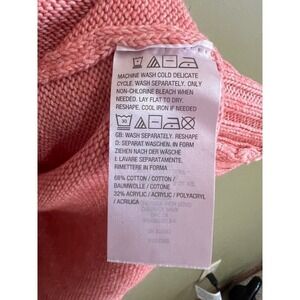 MACHINE WASH COLD DELICATE
CYCLE. WASH SEPARATELY. ONLY
NON-CHLORINE BLEACH WHEN
NEEDED. LAY FLAT TO DRY.
RESHAPE, COOL IRON IF NEEDED
30
GB: WASH SEPARATELY. RESHAPE
D: SEPARAT WASCHEN. IN FORM
ZIEHEN NACH DER WÄSCHE
I: LAVARE SEPARATAMENTE.
RIMETTERE IN FORMA
68% COTTON / COTTON /
BAUMWOLLE / COTONE
32% ACRYLIC / ACRYLIC / POLYACRYL
/ ACRILICA